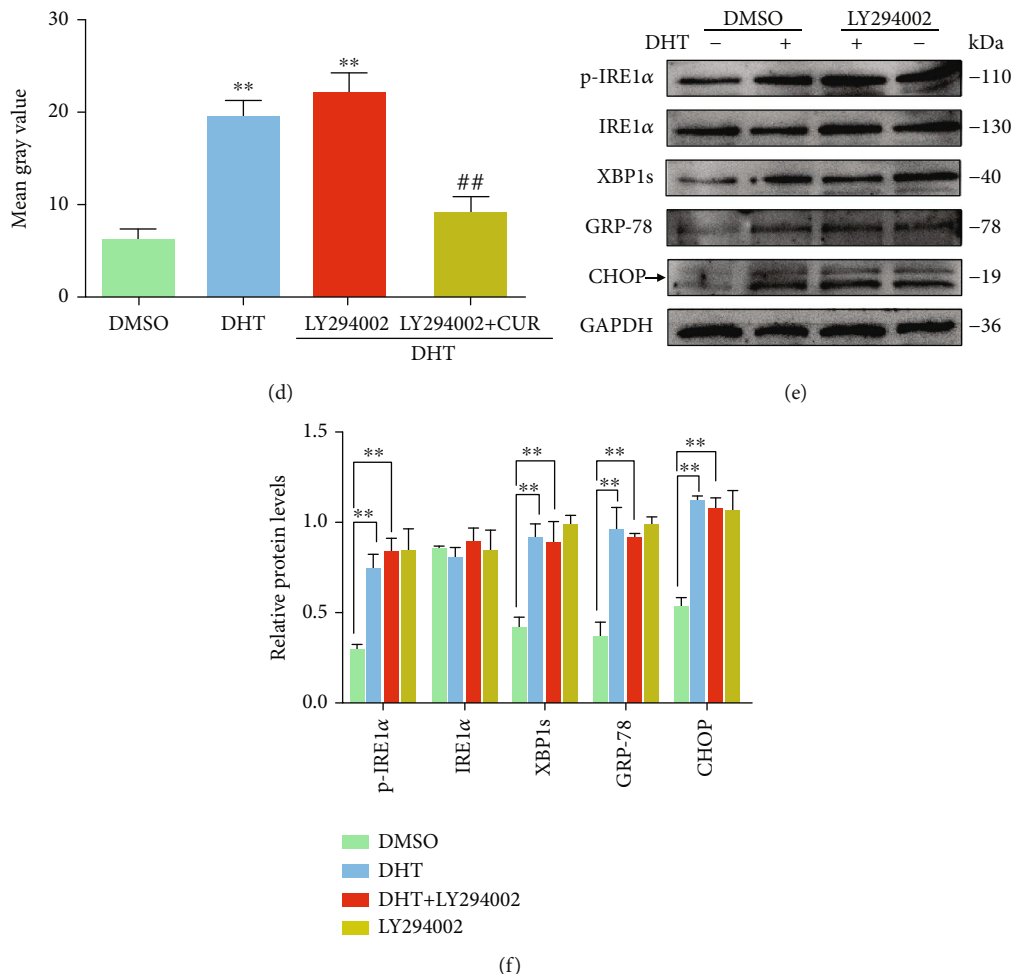 30
20
10
0
Mean gray value
**
**
##
DMSO
DHT
LY294002
LY294002+CUR
DHT
(d)
DMSO
LY294002
DHT
−
+
+
−
kDa
p-IRE1α
−110
IRE1α
−130
XBP1s
−40
GRP-78
−78
CHOP
−19
GAPDH
−36
(e)
1.5
1.0
0.5
0.0
Relative protein levels
**
**
**
**
**
**
**
**
p-IRE1α
IRE1α
XBP1s
GRP-78
CHOP
DMSO
DHT
DHT+LY294002
LY294002
(f)